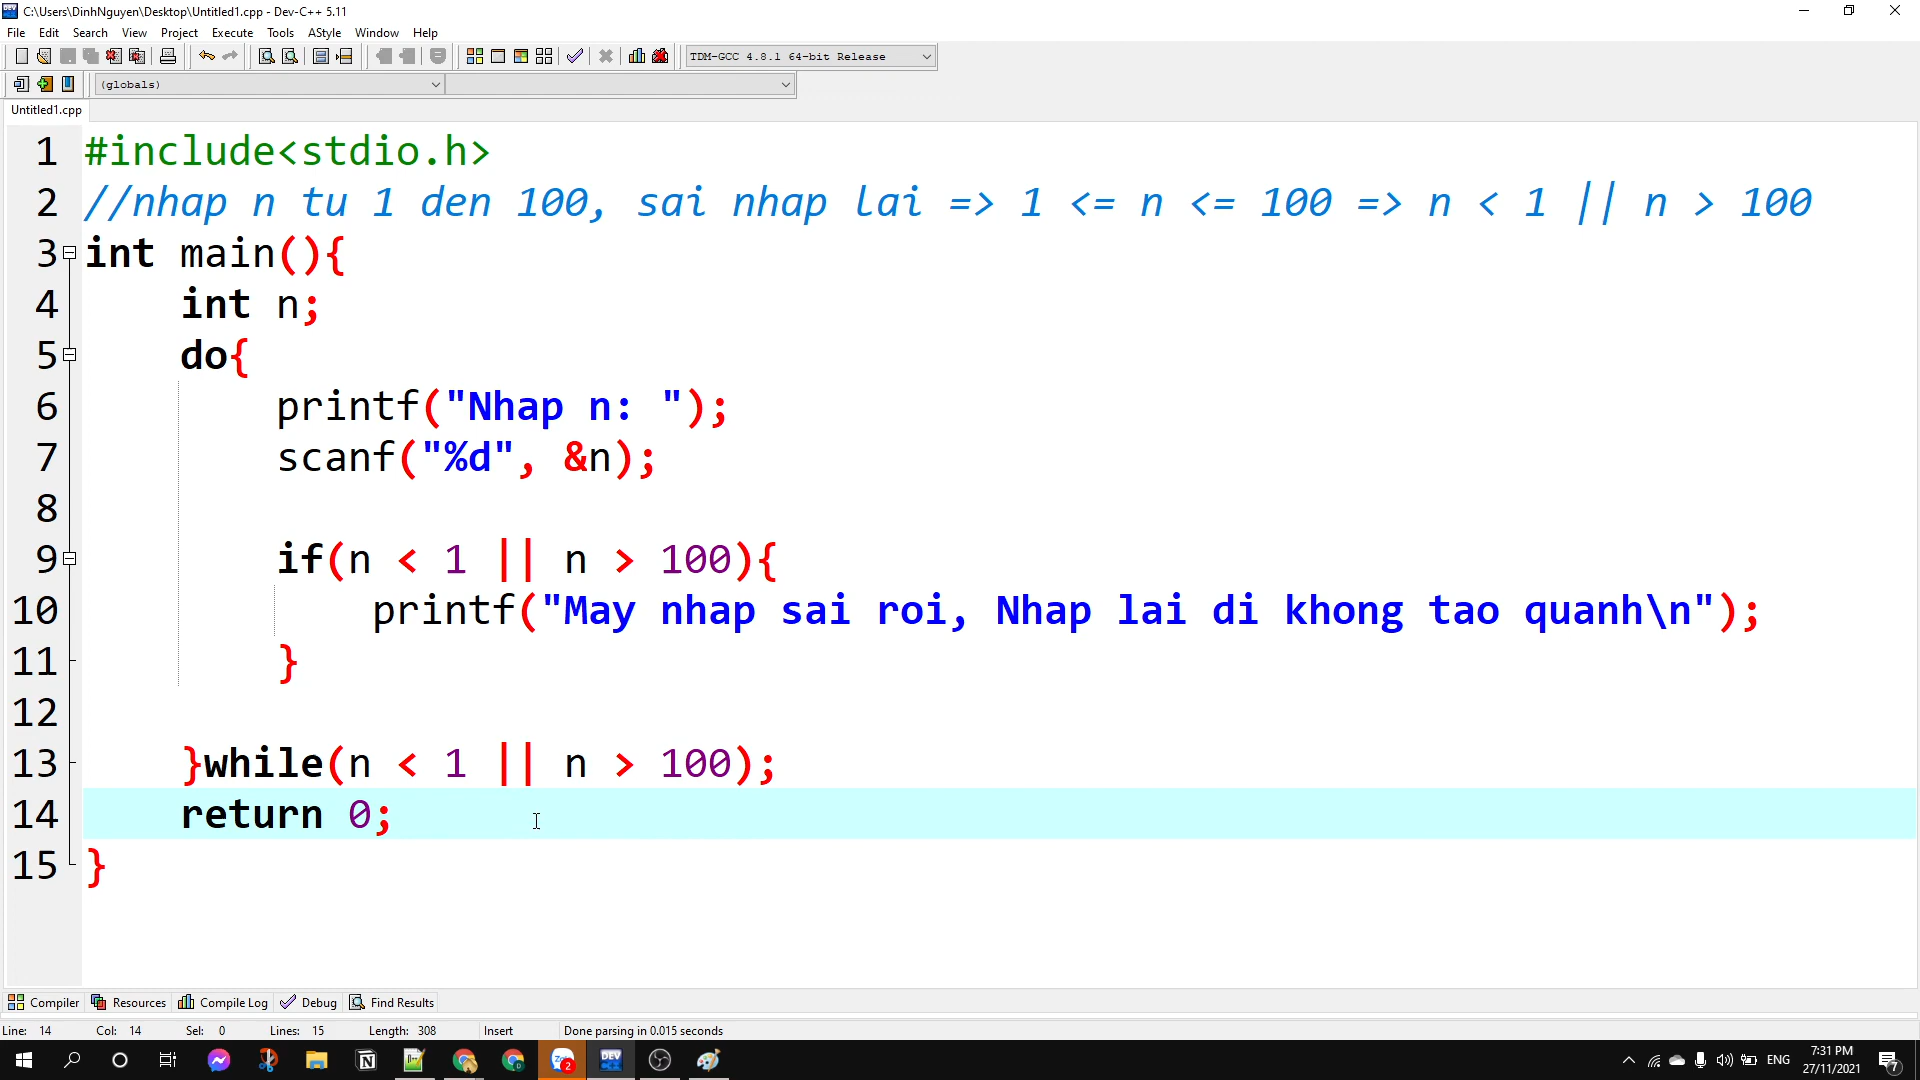 C:\Users\DinhNguyen\Desktop\Untitled1.cpp - Dev-C++ 5.11
File Edit Search View Project Execute Tools AStyle Window Help
TDM-GCC 4.8.1 64-bit Release
(globals)
Untitled1.cpp
1 #include<stdio.h>
2 //nhap n tu 1 den 100, sai nhap lai => 1 <= n <= 100 => n < 1 || n > 100
3 int main(){
4 int n;
5 do{
6 printf("Nhap n: ");
7 scanf("%d", &n);
8
9 if(n < 1 || n > 100){
10 printf("May nhap sai roi, Nhap lai di khong tao quanh\n");
11 }
12
13 }while(n < 1 || n > 100);
14 return 0;
15 }
Compiler Resources Compile Log Debug Find Results
Line: 14 Col: 14 Sel: 0 Lines: 15 Length: 308 Insert Done parsing in 0.015 seconds
ENG 7:31 PM
27/11/2021